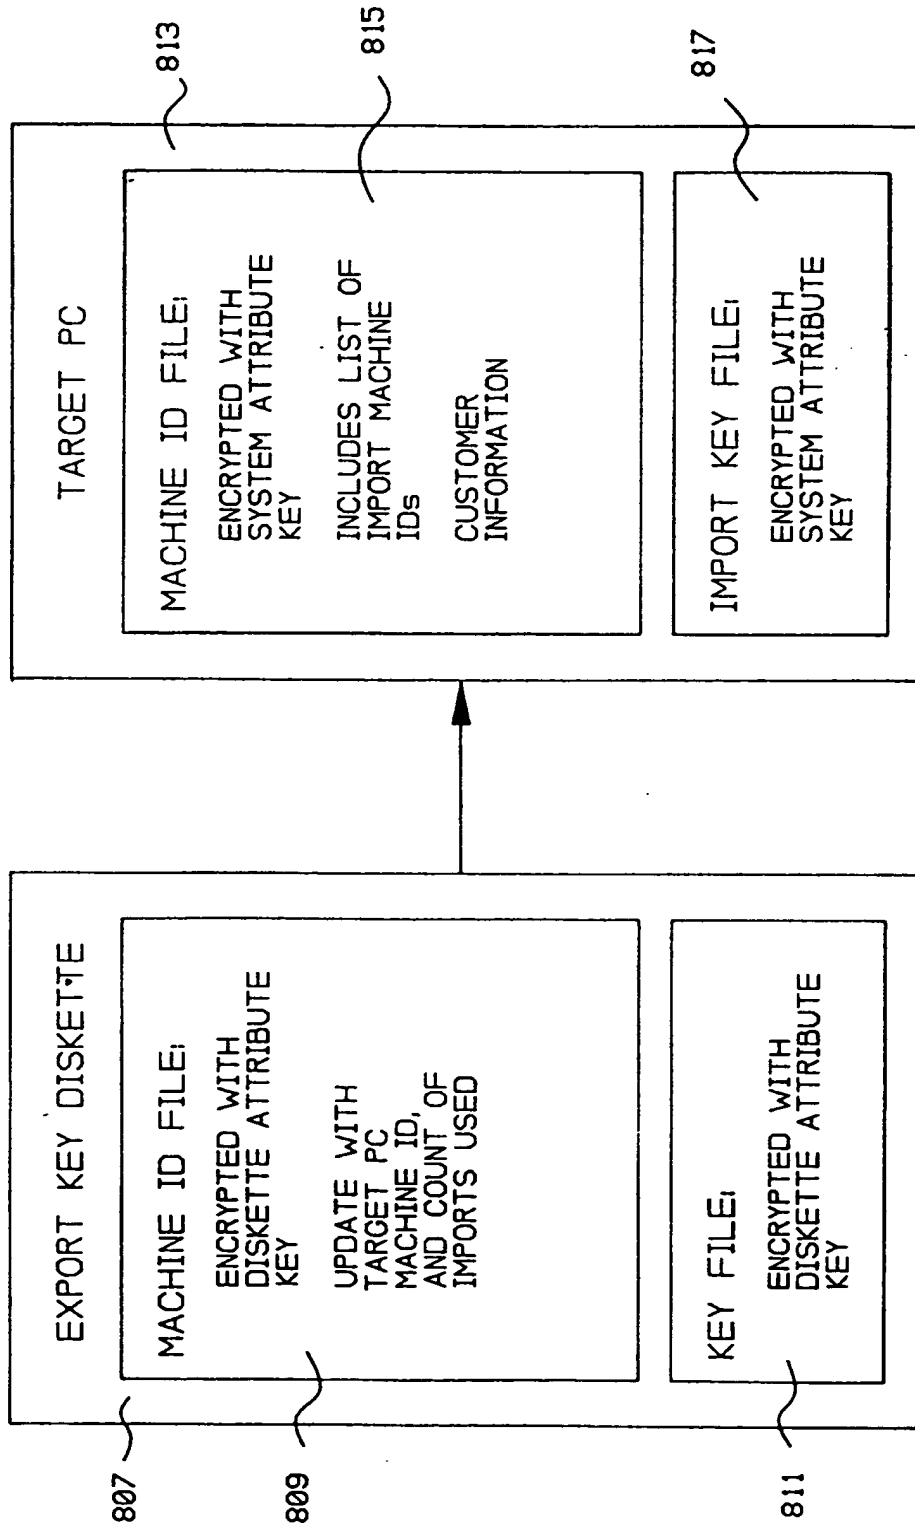 EXPORT KEY DISKETTE
MACHINE ID FILE:
ENCRYPTED WITH
DISKETTE ATTRIBUTE
KEY
UPDATE WITH
TARGET PC
MACHINE ID,
AND COUNT OF
IMPORTS USED
KEY FILE:
ENCRYPTED WITH
DISKETTE ATTRIBUTE
KEY
807
809
811
TARGET PC
MACHINE ID FILE:
ENCRYPTED WITH
SYSTEM ATTRIBUTE
KEY
INCLUDES LIST OF
IMPORT MACHINE
IDs
CUSTOMER
INFORMATION
IMPORT KEY FILE:
ENCRYPTED WITH
SYSTEM ATTRIBUTE
KEY
813
815
817